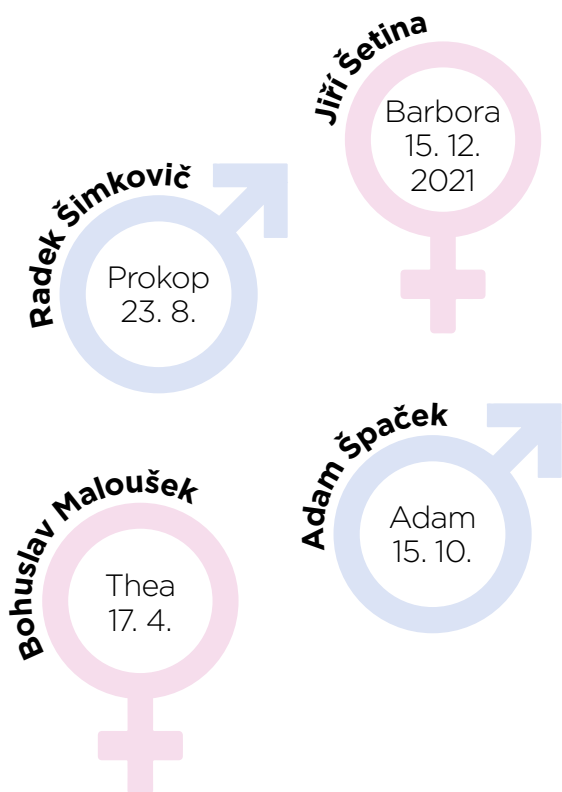 Jiří Šetina
Barbora
15. 12.
2021
Radek Šimkovič
Prokop
23. 8.
Adam Špaček
Adam
15. 10.
Bohuslav Maloušek
Thea
17. 4.